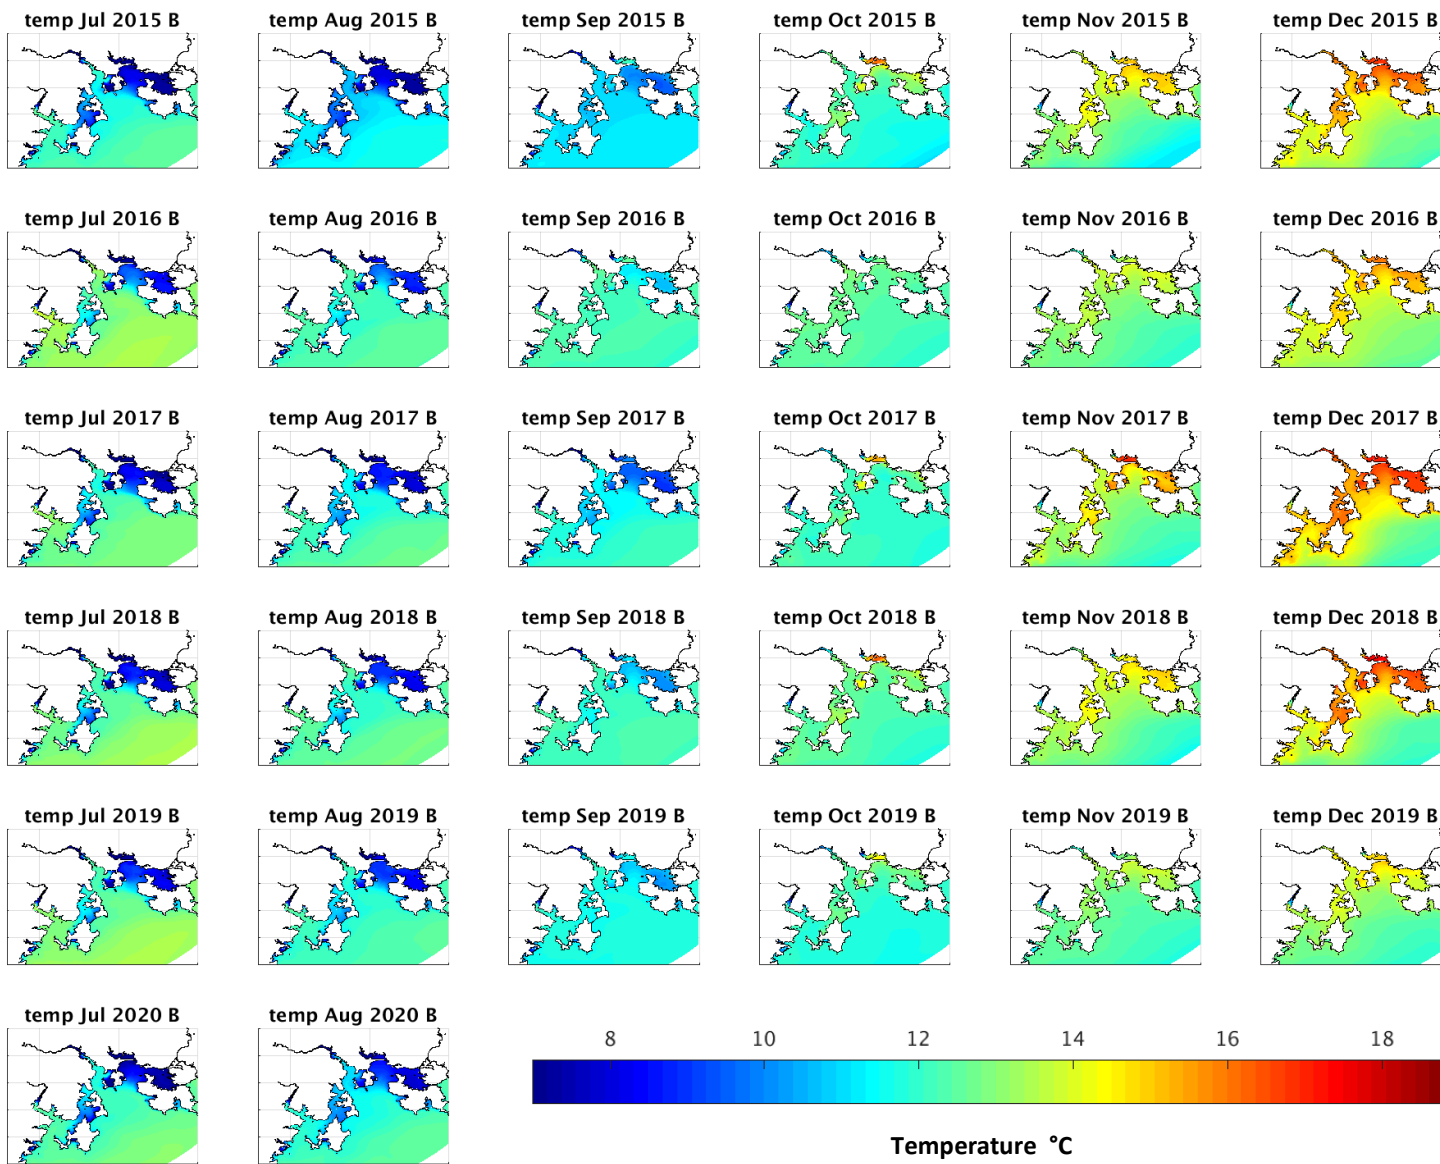 temp Jul 2015 B
temp Aug 2015 B
temp Sep 2015 B
temp Oct 2015 B
temp Nov 2015 B
temp Dec 2015 B
temp Jul 2016 B
temp Aug 2016 B
temp Sep 2016 B
temp Oct 2016 B
temp Nov 2016 B
temp Dec 2016 B
temp Jul 2017 B
temp Aug 2017 B
temp Sep 2017 B
temp Oct 2017 B
temp Nov 2017 B
temp Dec 2017 B
temp Jul 2018 B
temp Aug 2018 B
temp Sep 2018 B
temp Oct 2018 B
temp Nov 2018 B
temp Dec 2018 B
temp Jul 2019 B
temp Aug 2019 B
temp Sep 2019 B
temp Oct 2019 B
temp Nov 2019 B
temp Dec 2019 B
temp Jul 2020 B
temp Aug 2020 B
8 10 12 14 16 18
Temperature °C